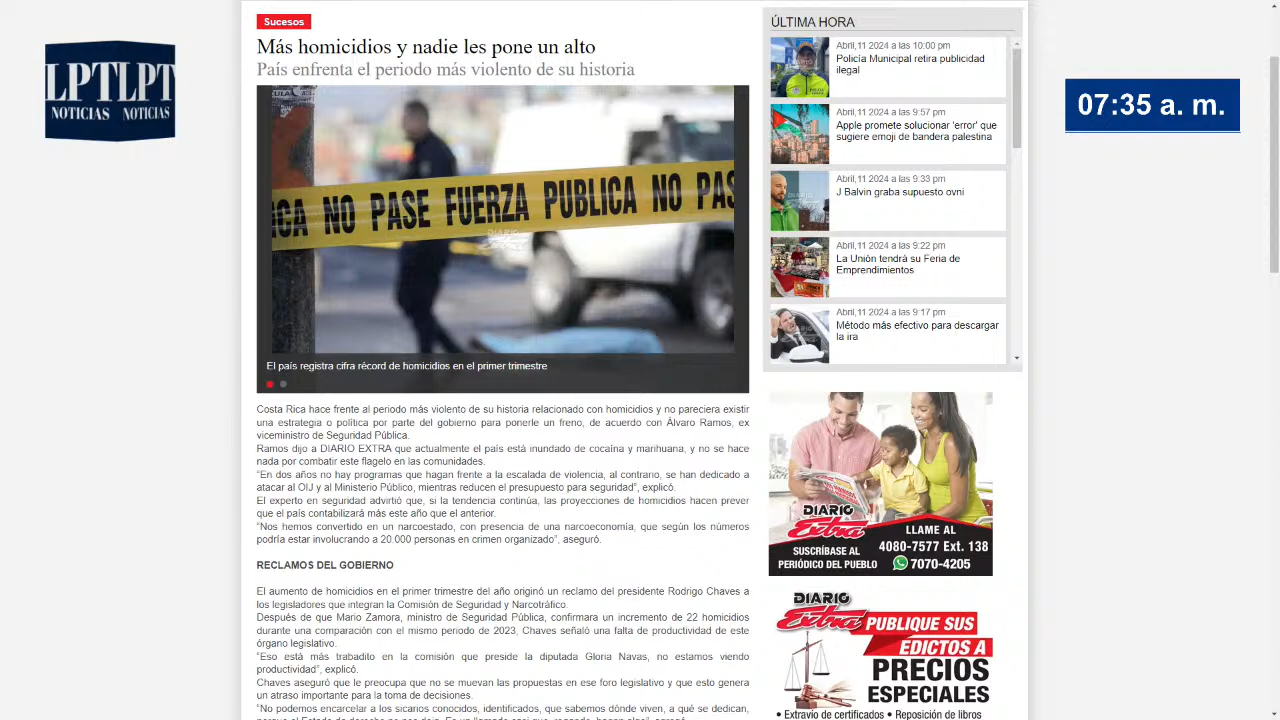 LPTLPT
NOTICIAS NOTICIAS
07:35 a. m.
Sucesos
Más homicidios y nadie les pone un alto
País enfrenta el periodo más violento de su historia
ICA NO PASE FUERZA PUBLICA NO PAS
El país registra cifra récord de homicidios en el primer trimestre
Costa Rica hace frente al periodo más violento de su historia relacionado con homicidios y no pareciera existir
una estrategia o política por parte del gobierno para ponerle un freno, de acuerdo con Álvaro Ramos, ex
viceministro de Seguridad Pública.
Ramos dijo a DIARIO EXTRA que actualmente el país está inundado de cocaína y marihuana, y no se hace
nada por combatir este flagelo en las comunidades.
“En dos años no hay programas que hagan frente a la escalada de violencia, al contrario, se han dedicado a
atacar al OIJ y al Ministerio Público, mientras reducen el presupuesto para seguridad”, explicó.
El experto en seguridad advirtió que, si la tendencia continúa, las proyecciones de homicidios hacen prever
que el país contabilizará más este año que el anterior.
“Nos hemos convertido en un narcoestado, con presencia de una narcoeconomía, que según los números
podría estar involucrando a 20.000 personas en crimen organizado”, aseguró.
RECLAMOS DEL GOBIERNO
El aumento de homicidios en el primer trimestre del año originó un reclamo del presidente Rodrigo Chaves a
los legisladores que integran la Comisión de Seguridad y Narcotráfico.
Después de que Mario Zamora, ministro de Seguridad Pública, confirmara un incremento de 22 homicidios
durante una comparación con el mismo periodo de 2023, Chaves señaló una falta de productividad de este
órgano legislativo.
“Eso está más trabadito en la comisión que preside la diputada Gloria Navas, no estamos viendo
productividad”, explicó.
Chaves aseguró que le preocupa que no se muevan las propuestas en ese foro legislativo y que esto genera
un atraso importante para la toma de decisiones.
“No podemos encarcelar a los sicarios conocidos, identificados, que sabemos dónde viven, a qué se dedican,
ÚLTIMA HORA
Abril,11 2024 a las 10:00 pm
Policía Municipal retira publicidad
ilegal
Abril,11 2024 a las 9:57 pm
Apple promete solucionar 'error' que
sugiere emoji de bandera palestina
Abril,11 2024 a las 9:33 pm
J Balvin graba supuesto ovni
Abril,11 2024 a las 9:22 pm
La Unión tendrá su Feria de
Emprendimientos
Abril,11 2024 a las 9:17 pm
Método más efectivo para descargar
la ira
DIARIO
Extra
SUSCRÍBASE AL
PERIÓDICO DEL PUEBLO
LLAME AL
4080-7577 Ext. 138
7070-4205
DIARIO
Extra
PUBLIQUE SUS
EDICTOS A
PRECIOS
ESPECIALES
• Extravío de certificados • Reposición de libros